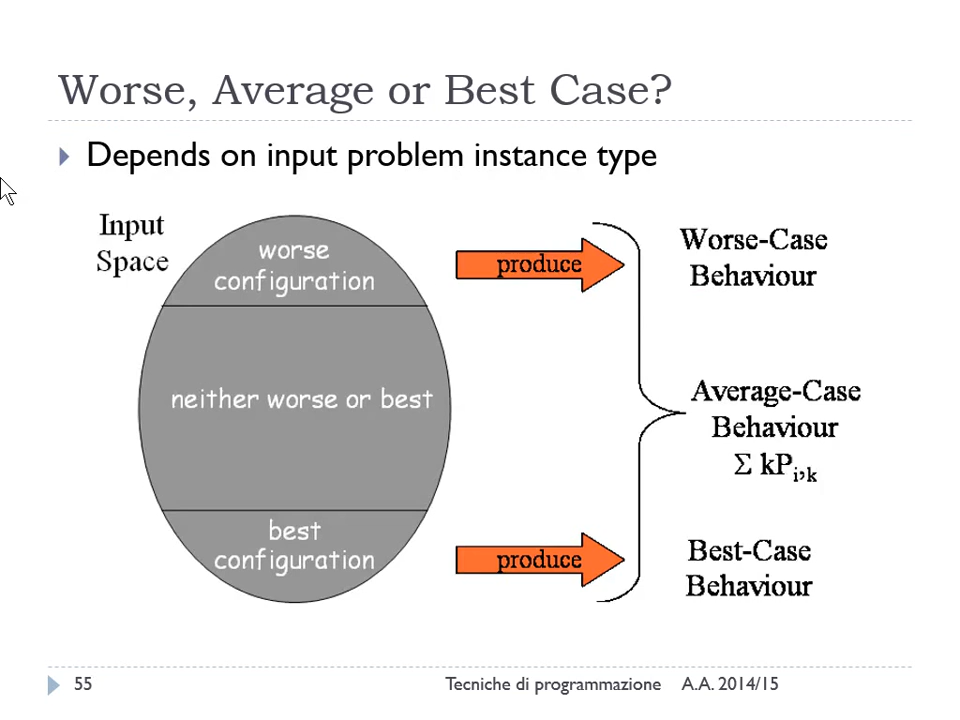 Worse, Average or Best Case?
Depends on input problem instance type
Input
Space
worse
configuration
neither worse or best
best
configuration
produce
produce
Worse-Case
Behaviour
Average-Case
Behaviour
Σ kPi,k
Best-Case
Behaviour
55
Tecniche di programmazione A.A. 2014/15